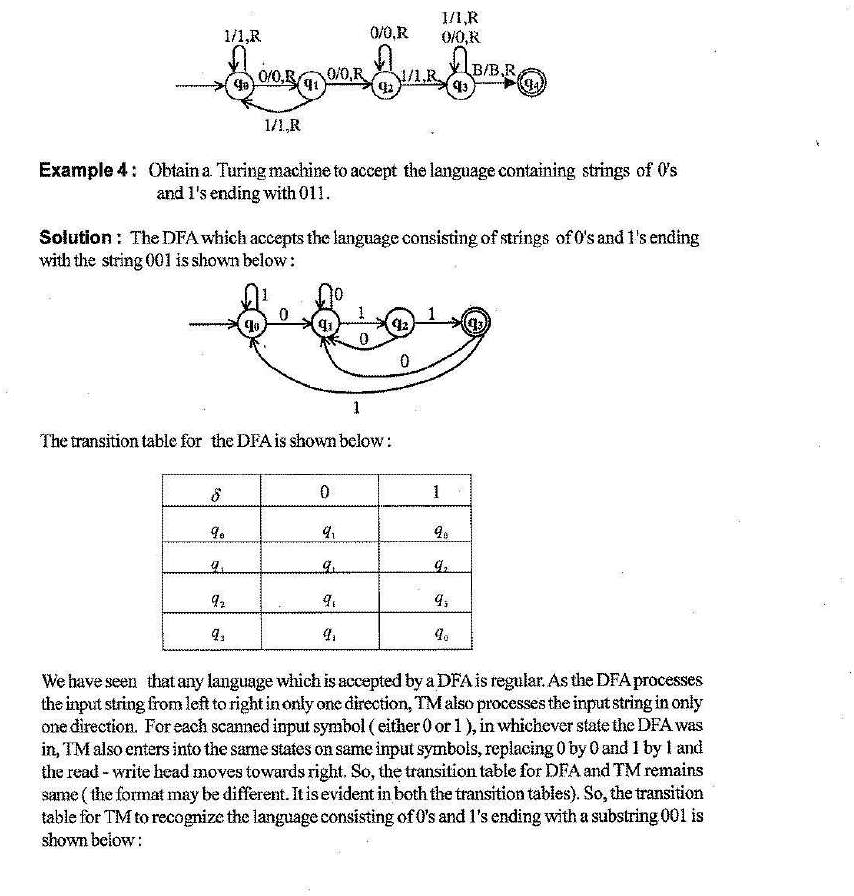 1/1,R
1/1,R 0/0,R 0/0,R
q₀ 0/0,R q₁ 0/0,R q₂ 1/1,R q₃ B/B,R q₄
1/1,R
Example 4 : Obtain a Turing machine to accept the language containing strings of 0's
and 1's ending with 011.
Solution : The DFA which accepts the language consisting of strings of 0's and 1's ending
with the string 001 is shown below :
1 0
q₀ 0 q₁ 1 q₂ 1 q₃
0
0
1
The transition table for the DFA is shown below :
δ 0 1
q₀ q₁ q₀
q₁ q₁ q₂
q₂ q₁ q₃
q₃ q₁ q₀
We have seen that any language which is accepted by a DFA is regular. As the DFA processes
the input string from left to right in only one direction, TM also processes the input string in only
one direction. For each scanned input symbol ( either 0 or 1 ), in whichever state the DFA was
in, TM also enters into the same states on same input symbols, replacing 0 by 0 and 1 by 1 and
the read - write head moves towards right. So, the transition table for DFA and TM remains
same ( the format may be different. It is evident in both the transition tables). So, the transition
table for TM to recognize the language consisting of 0's and 1's ending with a substring 001 is
shown below :